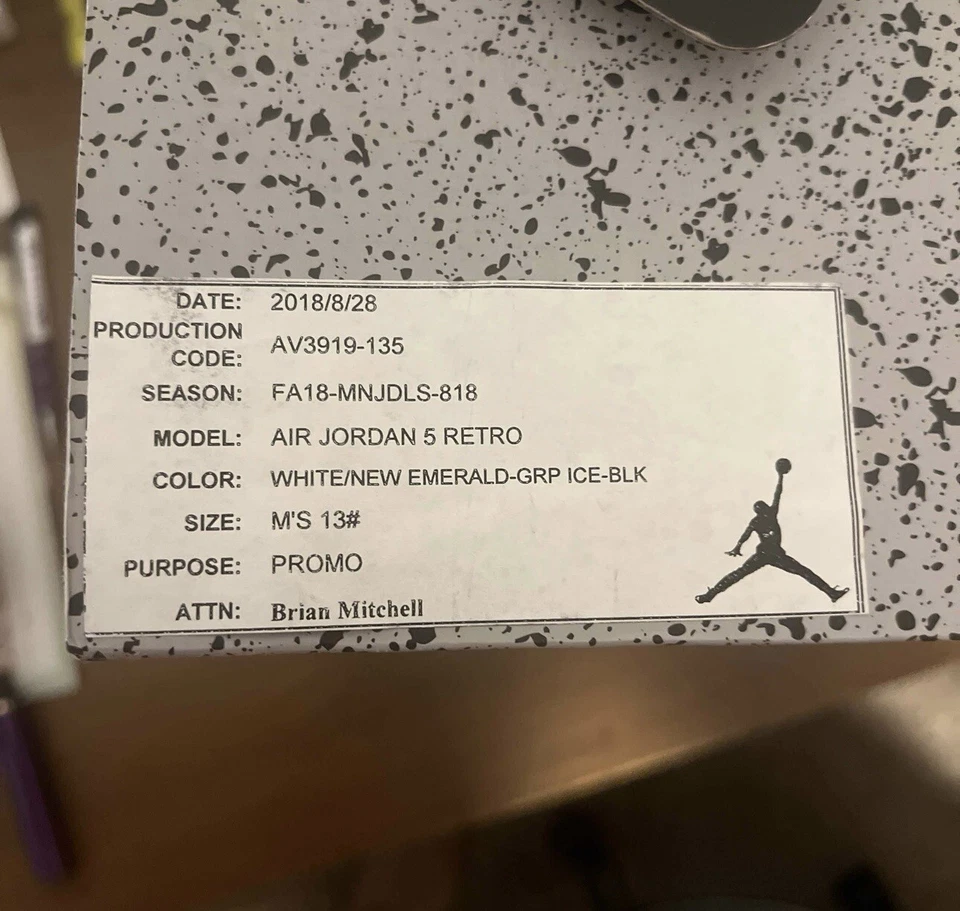 DATE: 2018/8/28
PRODUCTION
CODE: AV3919-135
SEASON: FA18-MNJDLS-818
MODEL: AIR JORDAN 5 RETRO
COLOR: WHITE/NEW EMERALD-GRP ICE-BLK
SIZE: M'S 13#
PURPOSE: PROMO
ATTN: Brian Mitchell